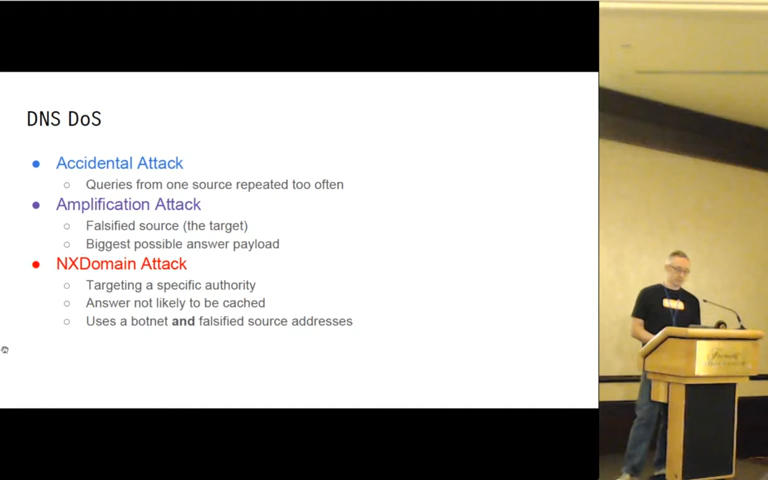 DNS DoS
● Accidental Attack
○ Queries from one source repeated too often
● Amplification Attack
○ Falsified source (the target)
○ Biggest possible answer payload
● NXDomain Attack
○ Targeting a specific authority
○ Answer not likely to be cached
○ Uses a botnet and falsified source addresses
Fairmont